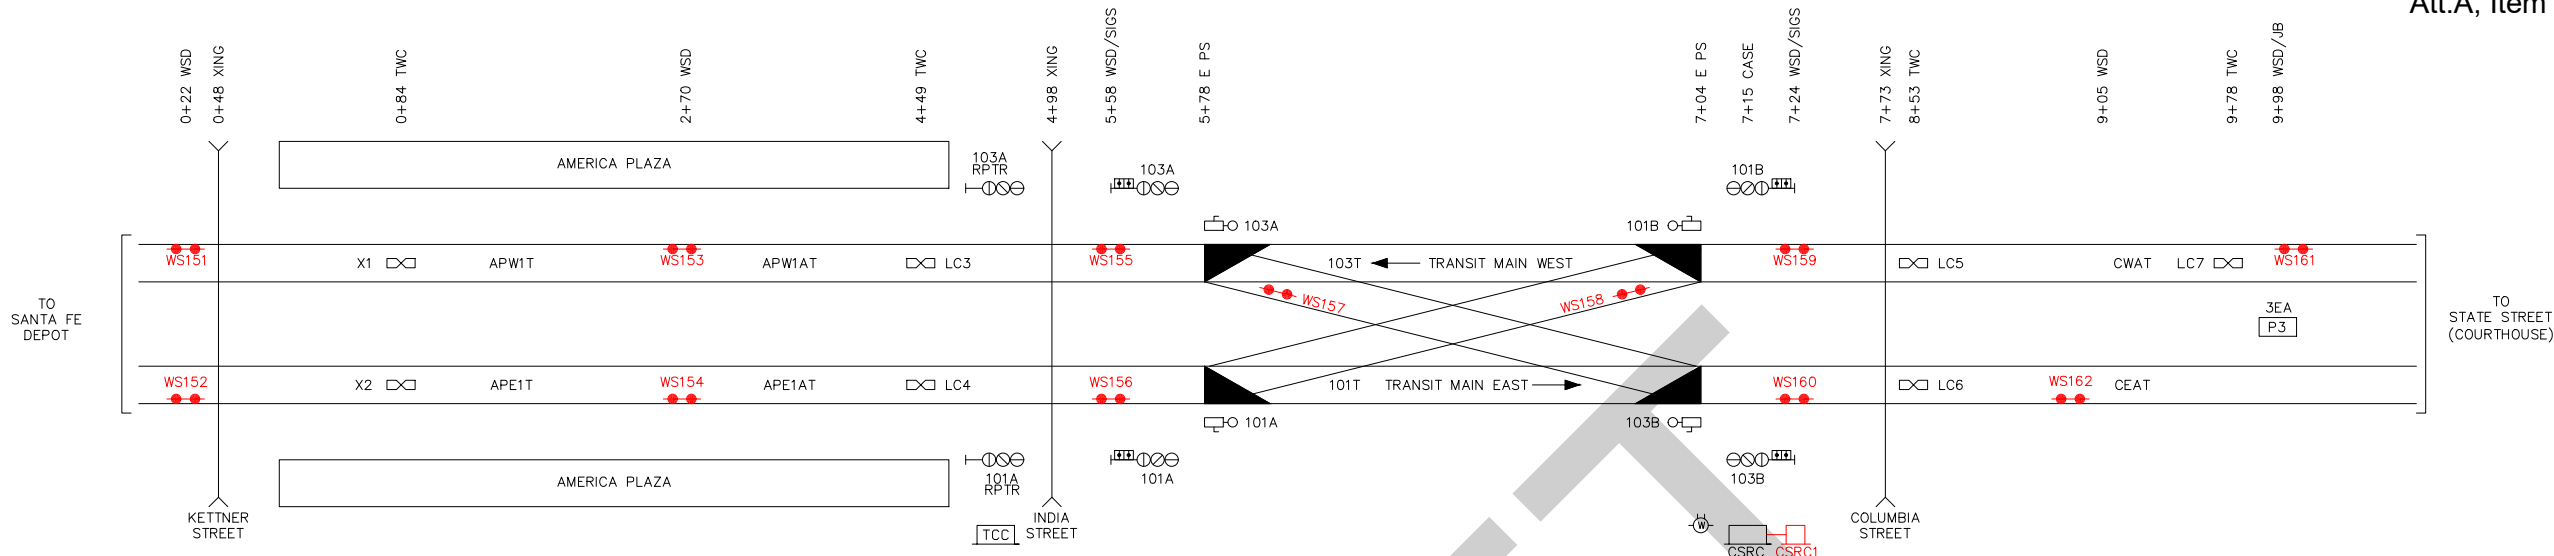 Att.A, Item
0+22 WSD
0+48 XING
0+84 TWC
2+70 WSD
4+49 TWC
4+98 XING
5+58 WSD/SIGS
5+78 E PS
7+04 E PS
7+15 CASE
7+24 WSD/SIGS
7+73 XING
8+53 TWC
9+05 WSD
9+78 TWC
9+98 WSD/JB
AMERICA PLAZA
103A
RPTR
103A
101B
103A
101B
WS151
X1
APW1T
WS153
APW1AT
LC3
WS155
103T
TRANSIT MAIN WEST
WS159
LC5
CWAT
LC7
WS161
TO
SANTA FE
DEPOT
WS157
WS158
3EA
P3
TO
STATE STREET
(COURTHOUSE)
WS152
X2
APE1T
WS154
APE1AT
LC4
WS156
101T
TRANSIT MAIN EAST
WS160
LC6
WS162
CEAT
101A
103B
AMERICA PLAZA
101A
RPTR
101A
103B
KETTNER
STREET
TCC
INDIA
STREET
W
CSRC
CSRC1
COLUMBIA
STREET